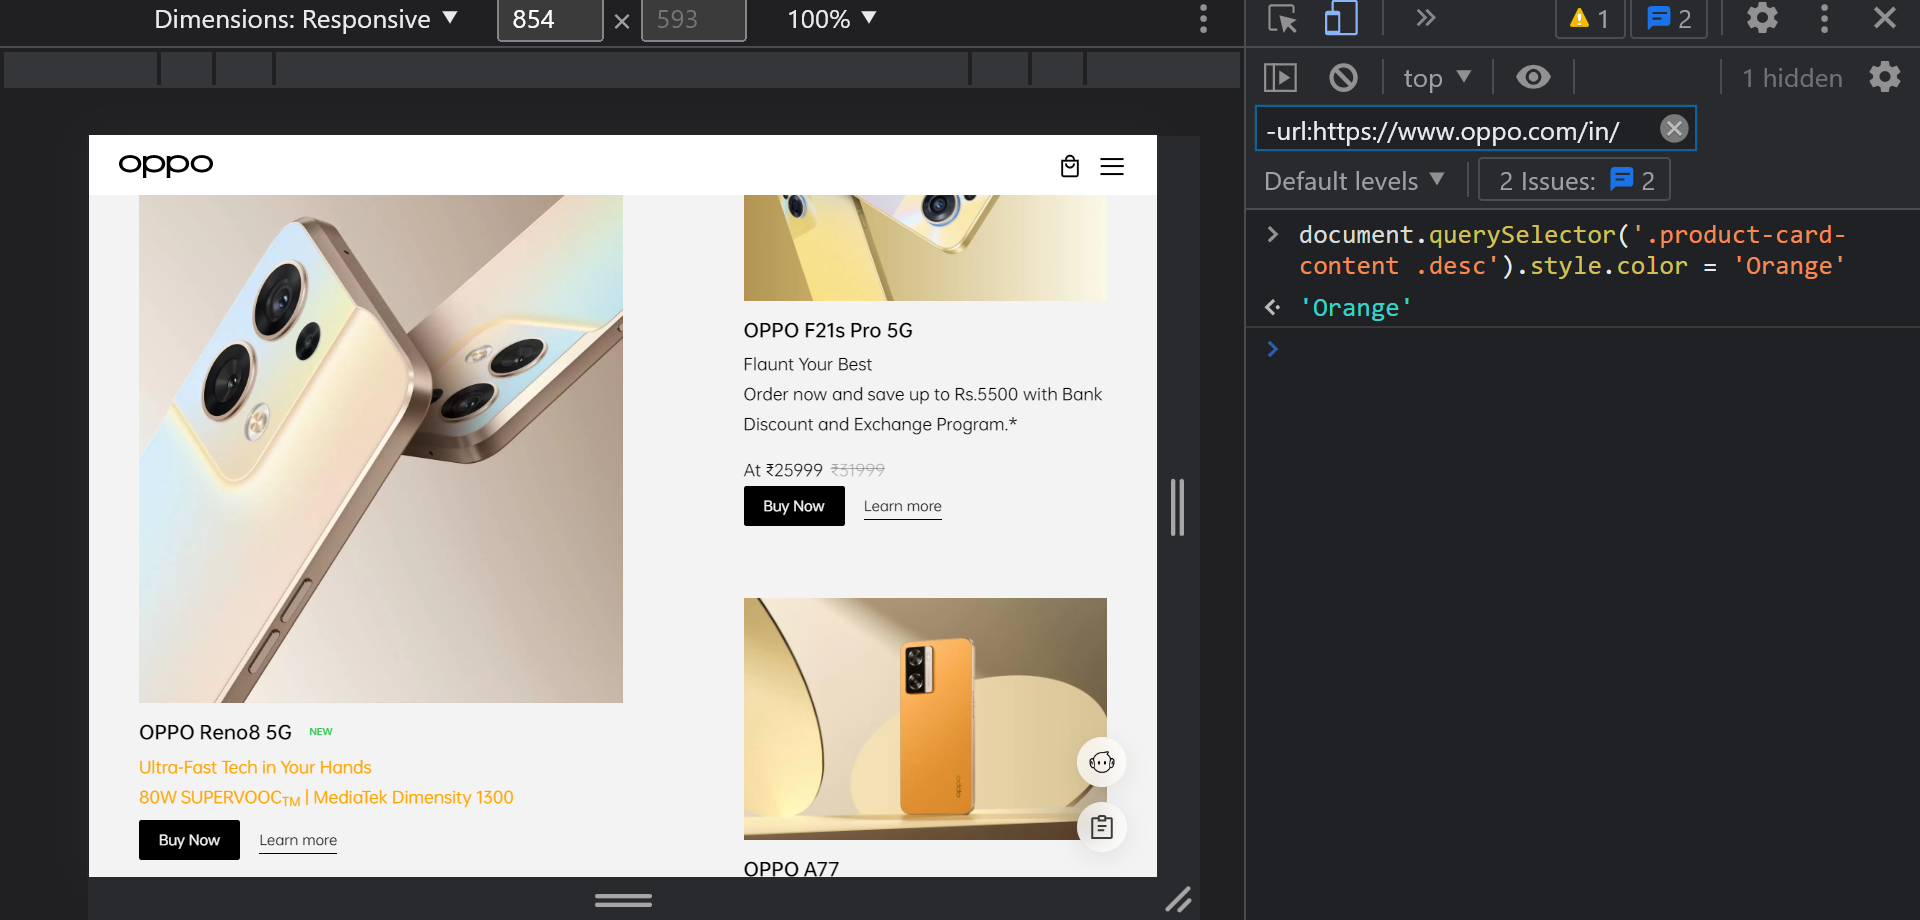 Dimensions: Responsive ▼ 854 × 593 100% ▼
1 2
top ▼ 1 hidden
-url:https://www.oppo.com/in/
Default levels ▼ 2 Issues: 2
> document.querySelector('.product-card-
content .desc').style.color = 'Orange'
'Orange'
>
oppo
OPPO Reno8 5G NEW
Ultra-Fast Tech in Your Hands
80W SUPERVOOCTM | MediaTek Dimensity 1300
Buy Now Learn more
OPPO F21s Pro 5G
Flaunt Your Best
Order now and save up to Rs.5500 with Bank
Discount and Exchange Program.*
At ₹25999 ₹31999
Buy Now Learn more
oppo
OPPO A77